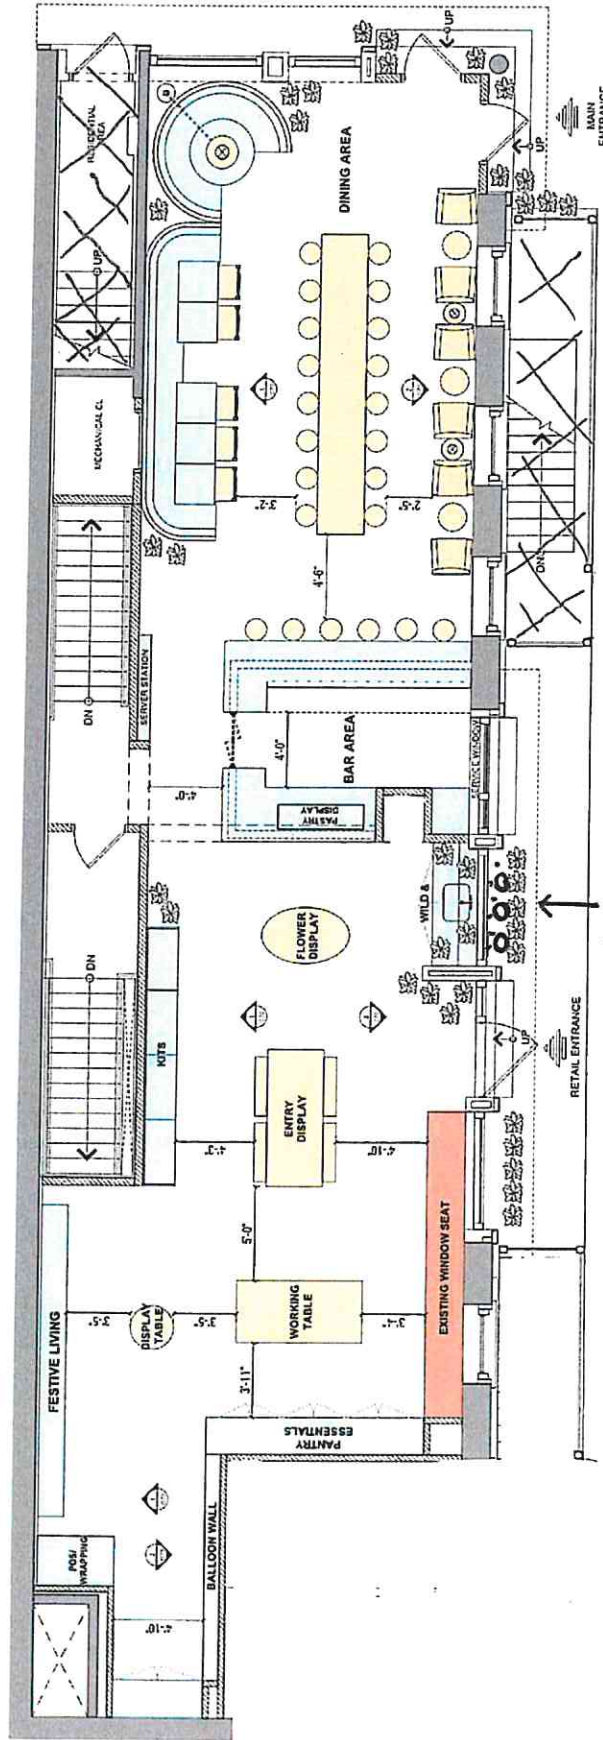 UP
RESIDENTIAL
AREA
UP
MECHANICAL CL
DINING AREA
UP
MAIN
ENTRANCE
3'-2"
2'-5"
4'-6"
DN
DN
SERVER STATION
4'-0"
BAR AREA
SERVICE WINDOW
4'-0"
PASTRY
DISPLAY
WILD &
FLOWER
DISPLAY
DN
KITS
UP
RETAIL ENTRANCE
ENTRY
DISPLAY
4'-3"
4'-10"
5'-0"
EXISTING WINDOW SEAT
FESTIVE LIVING
3'-5"
DISPLAY
TABLE
3'-5"
WORKING
TABLE
3'-4"
3'-11"
PANTRY
ESSENTIALS
BALLOON WALL
POS/
WRAPPING
4'-10"